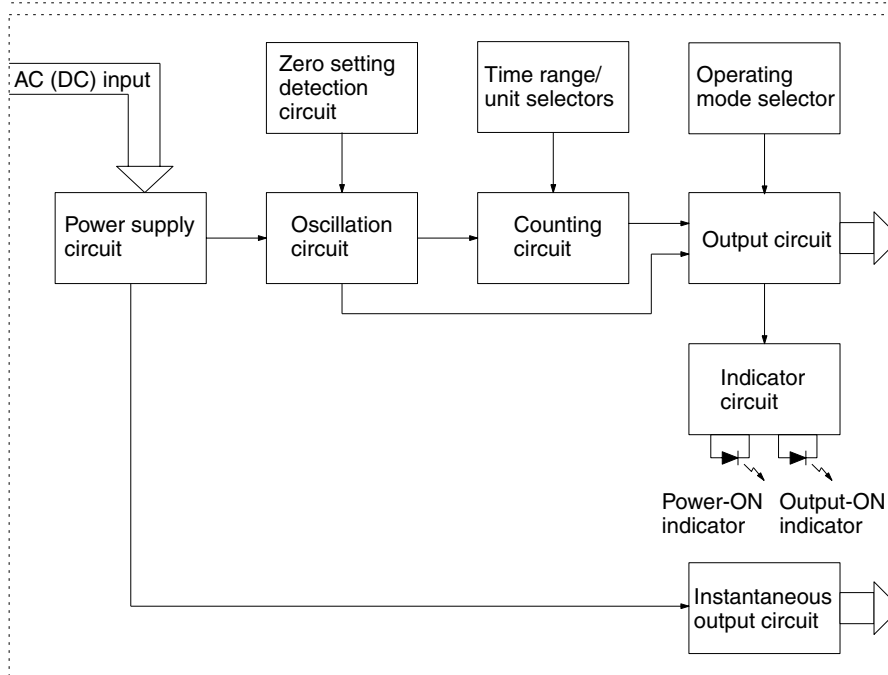 AC (DC) input
Zero setting
detection
circuit
Time range/
unit selectors
Operating
mode selector
Power supply
circuit
Oscillation
circuit
Counting
circuit
Output circuit
Indicator
circuit
Power-ON
indicator
Output-ON
indicator
Instantaneous
output circuit